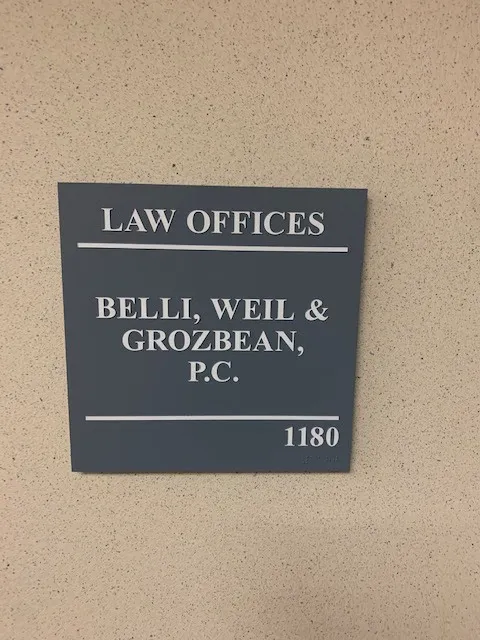 LAW OFFICES
BELLI, WEIL &
GROZBEAN,
P.C.
1180